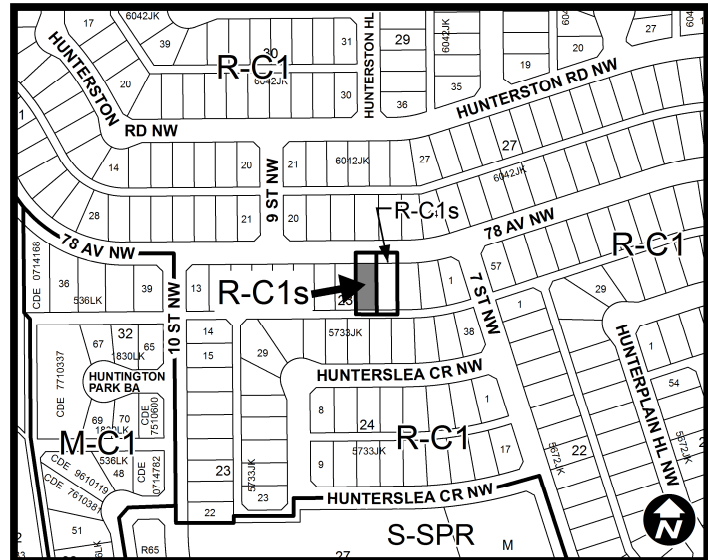 17
6042JK
39
30
6042JK
20
R-C1
31
30
HUNTERSTON HL
29
6042JK
36
35
19
20
27
HUNTERSTON
RD NW
HUNTERSTON RD NW
14
20
21
6042JK
27
27
6042JK
28
21
20
9 ST NW
R-C1s
78 AV NW
78 AV NW
R-C1
CDE 0714168
36
536LK
39
10 ST NW
13
R-C1s
1
7 ST NW
57
29
32
67
65
1830LK
14
15
29
5733JK
38
1
1
HUNTINGTON
PARK BA
CDE 7710337
CDE 7510600
69
70
HUNTERSLEA CR NW
8
1
24
5733JK
R-C1
9
17
HUNTERPLAIN HL NW
54
M-C1
536LK
48
CDE 0714782
CDE 9610119
CDE 7610387
23
5733JK
23
22
5672JK
5672JK
22
HUNTERSLEA CR NW
51
R65
27
S-SPR
M
N